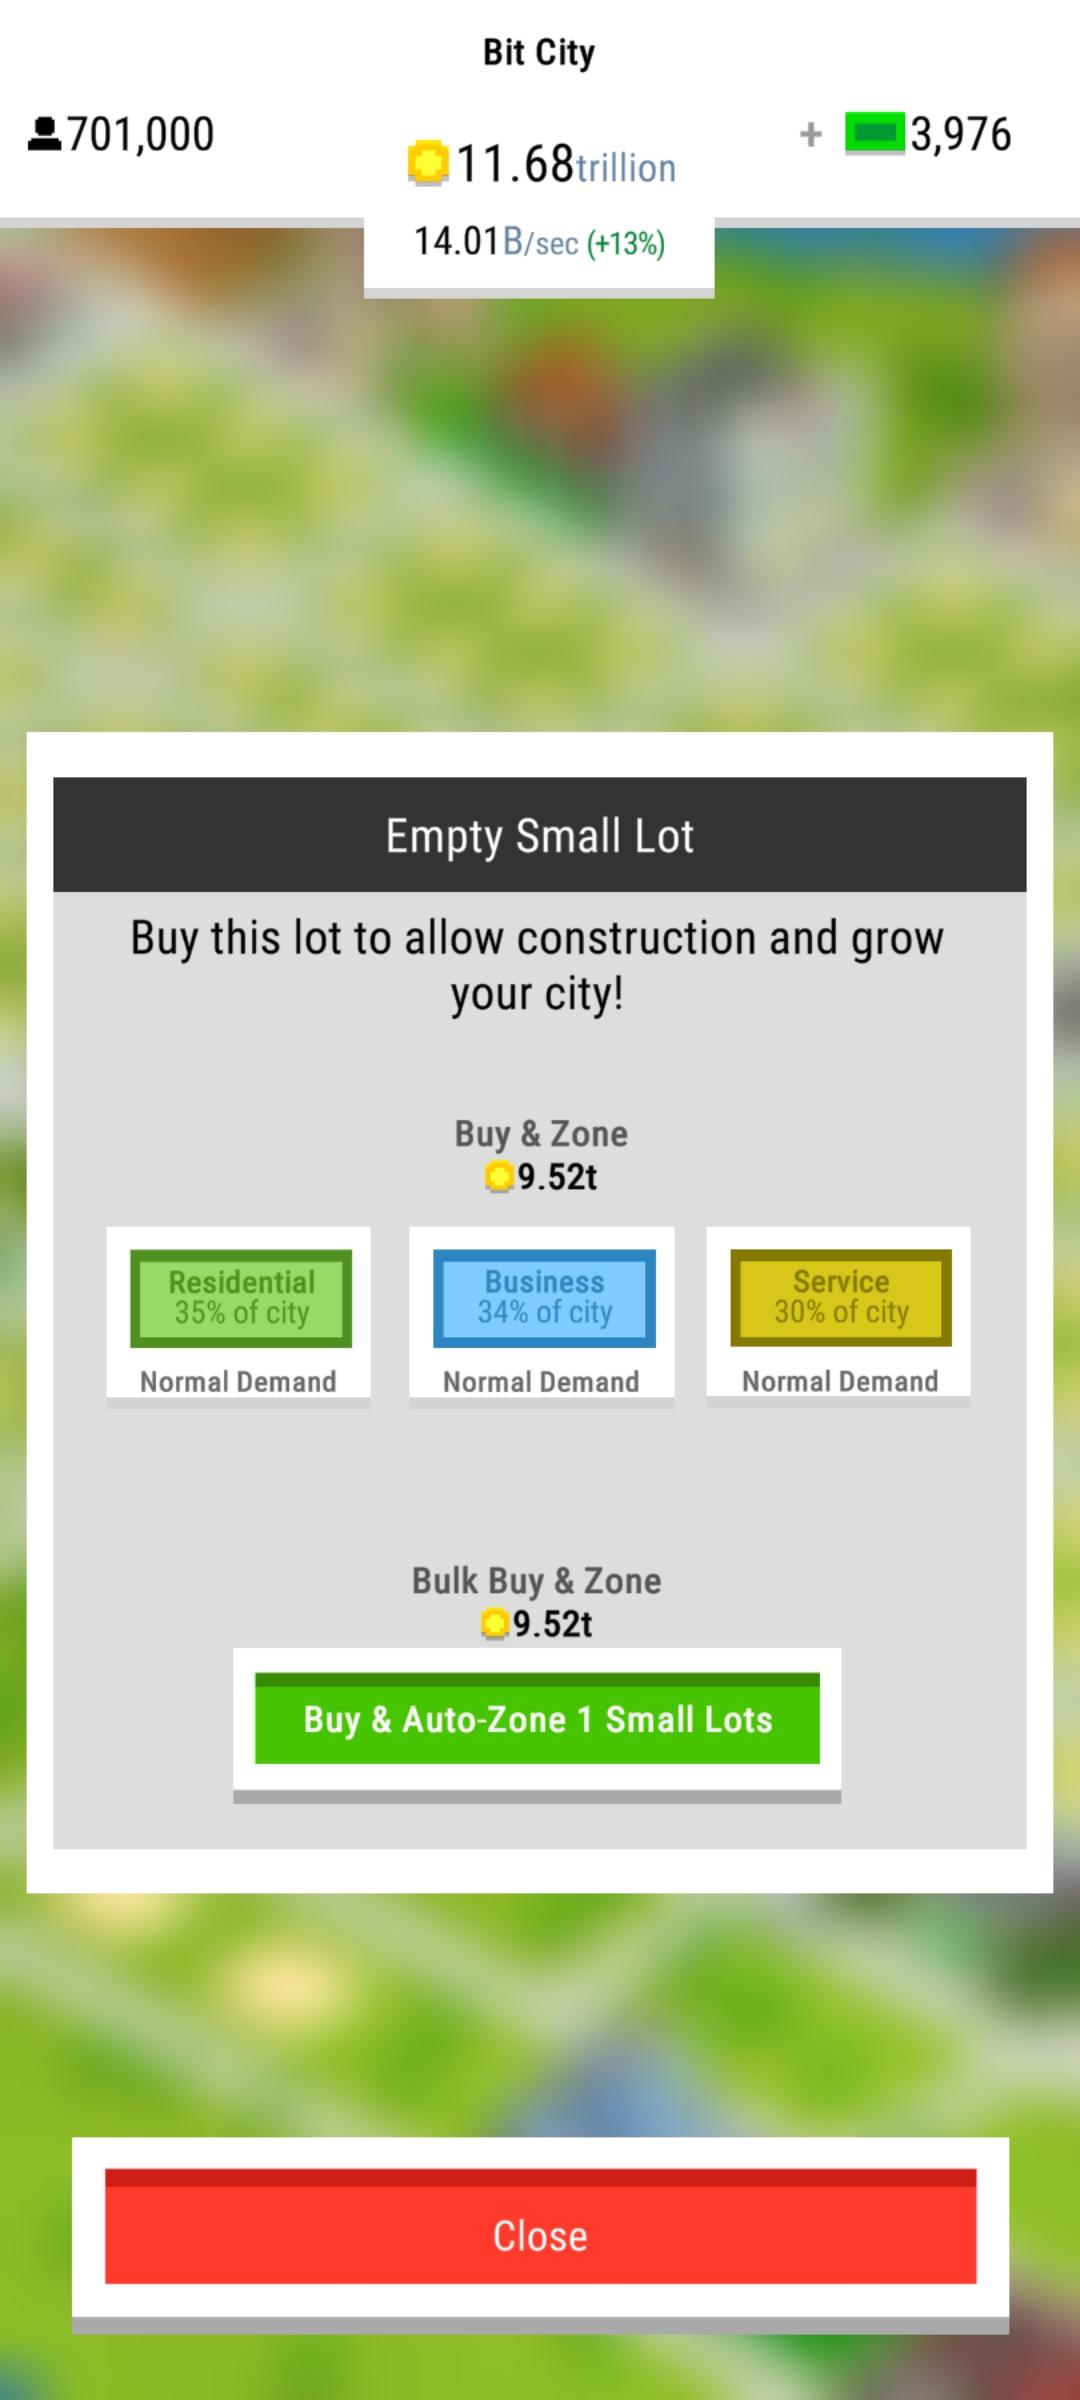 Bit City
701,000
11.68trillion
+ 3,976
14.01B/sec (+13%)
Empty Small Lot
Buy this lot to allow construction and grow
your city!
Buy & Zone
9.52t
Residential
35% of city
Normal Demand
Business
34% of city
Normal Demand
Service
30% of city
Normal Demand
Bulk Buy & Zone
9.52t
Buy & Auto-Zone 1 Small Lots
Close